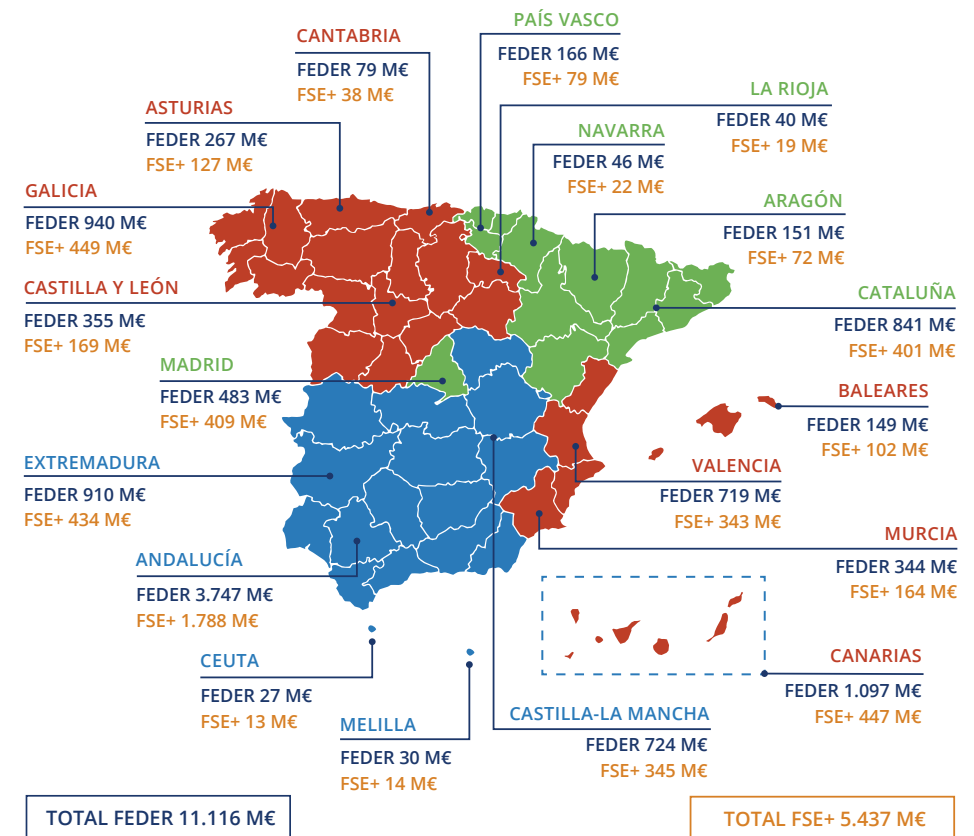 PAÍS VASCO
FEDER 166 M€
FSE+ 79 M€
CANTABRIA
FEDER 79 M€
FSE+ 38 M€
LA RIOJA
FEDER 40 M€
FSE+ 19 M€
ASTURIAS
FEDER 267 M€
FSE+ 127 M€
NAVARRA
FEDER 46 M€
FSE+ 22 M€
GALICIA
FEDER 940 M€
FSE+ 449 M€
ARAGÓN
FEDER 151 M€
FSE+ 72 M€
CASTILLA Y LEÓN
FEDER 355 M€
FSE+ 169 M€
CATALUÑA
FEDER 841 M€
FSE+ 401 M€
MADRID
FEDER 483 M€
FSE+ 409 M€
BALEARES
FEDER 149 M€
FSE+ 102 M€
EXTREMADURA
FEDER 910 M€
FSE+ 434 M€
VALENCIA
FEDER 719 M€
FSE+ 343 M€
MURCIA
FEDER 344 M€
FSE+ 164 M€
ANDALUCÍA
FEDER 3.747 M€
FSE+ 1.788 M€
CEUTA
FEDER 27 M€
FSE+ 13 M€
CANARIAS
FEDER 1.097 M€
FSE+ 447 M€
MELILLA
FEDER 30 M€
FSE+ 14 M€
CASTILLA-LA MANCHA
FEDER 724 M€
FSE+ 345 M€
TOTAL FEDER 11.116 M€
TOTAL FSE+ 5.437 M€